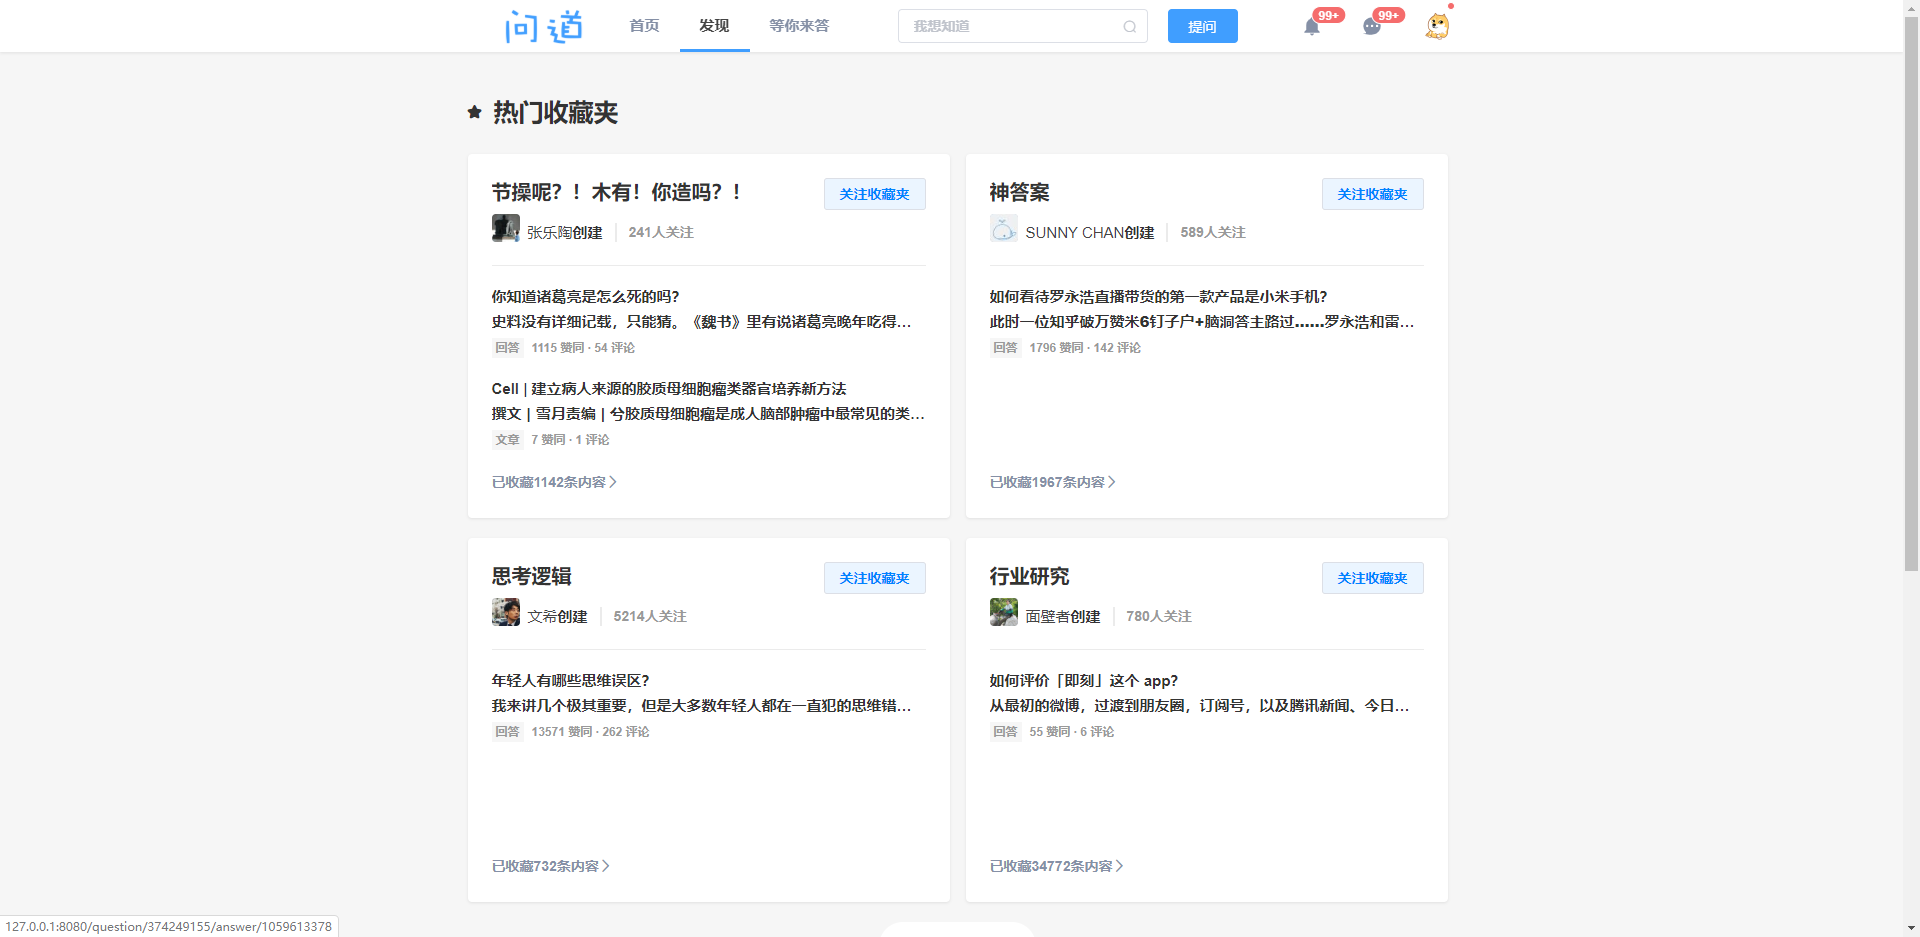 问道
首页
发现
等你来答
我想知道
提问
99+
99+
热门收藏夹
节操呢？！木有！你造吗？！
关注收藏夹
张乐陶创建
241人关注
你知道诸葛亮是怎么死的吗？
史料没有详细记载，只能猜。《魏书》里有说诸葛亮晚年吃得...
回答 1115 赞同 · 54 评论
Cell | 建立病人来源的胶质母细胞瘤类器官培养新方法
撰文 | 雪月责编 | 兮胶质母细胞瘤是成人脑部肿瘤中最常见的类...
文章 7 赞同 · 1 评论
已收藏1142条内容
神答案
关注收藏夹
SUNNY CHAN创建
589人关注
如何看待罗永浩直播带货的第一款产品是小米手机？
此时一位知乎破万赞米6钉子户+脑洞答主路过……罗永浩和雷...
回答 1796 赞同 · 142 评论
已收藏1967条内容
思考逻辑
关注收藏夹
文希创建
5214人关注
年轻人有哪些思维误区？
我来讲几个极其重要，但是大多数年轻人都在一直犯的思维错...
回答 13571 赞同 · 262 评论
已收藏732条内容
行业研究
关注收藏夹
面壁者创建
780人关注
如何评价「即刻」这个 app？
从最初的微博，过渡到朋友圈，订阅号，以及腾讯新闻、今日...
回答 55 赞同 · 6 评论
已收藏34772条内容
127.0.0.1:8080/question/374249155/answer/1059613378